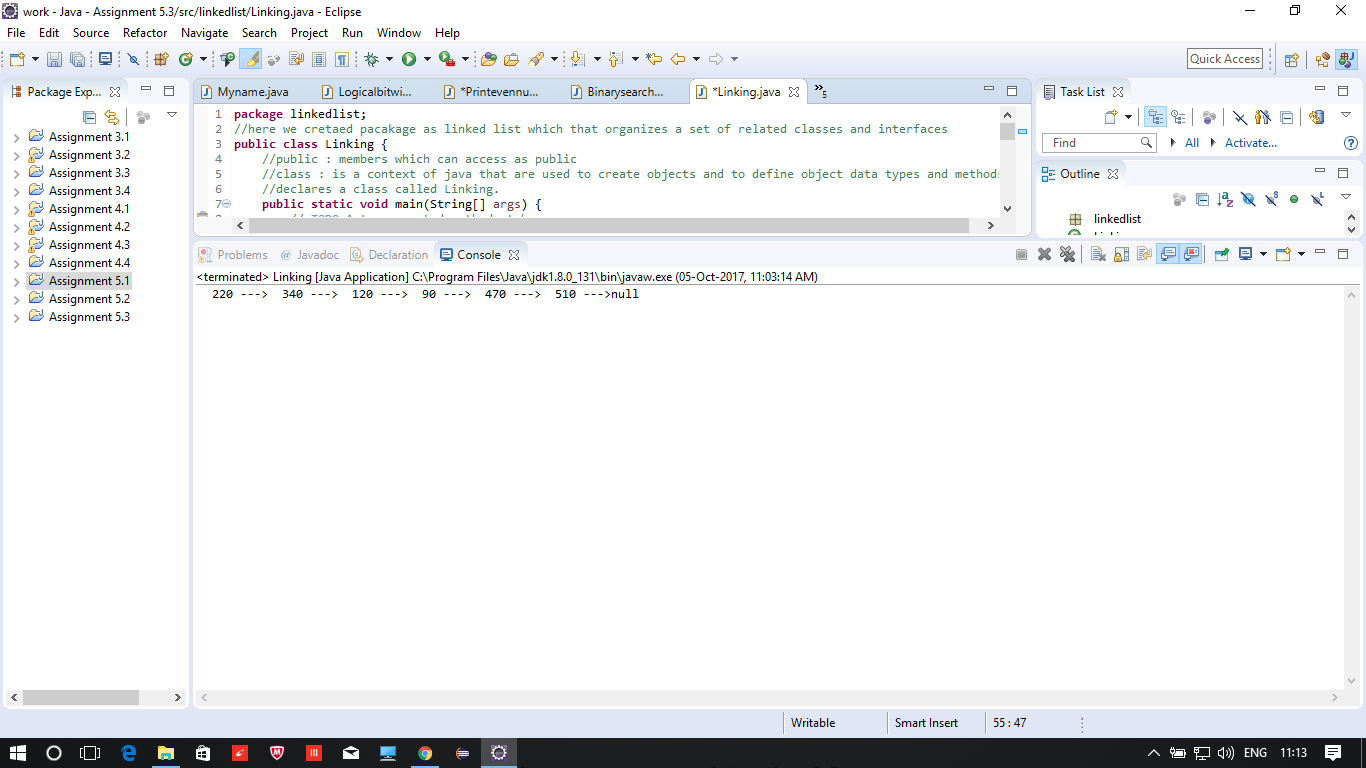 work - Java - Assignment 5.3/src/linkedlist/Linking.java - Eclipse
File Edit Source Refactor Navigate Search Project Run Window Help
Quick Access
Package Exp...
Assignment 3.1
Assignment 3.2
Assignment 3.3
Assignment 3.4
Assignment 4.1
Assignment 4.2
Assignment 4.3
Assignment 4.4
Assignment 5.1
Assignment 5.2
Assignment 5.3
Myname.java Logicalbitwi... *Printevennu... Binarysearch... *Linking.java »5
1 package linkedlist;
2 //here we cretaed pacakage as linked list which that organizes a set of related classes and interfaces
3 public class Linking {
4 //public : members which can access as public
5 //class : is a context of java that are used to create objects and to define object data types and methods
6 //declares a class called Linking.
7 public static void main(String[] args) {
Task List
Find All Activate...
Outline
linkedlist
Problems @ Javadoc Declaration Console
<terminated> Linking [Java Application] C:\Program Files\Java\jdk1.8.0_131\bin\javaw.exe (05-Oct-2017, 11:03:14 AM)
220 ---> 340 ---> 120 ---> 90 ---> 470 ---> 510 --->null
Writable Smart Insert 55 : 47
ENG 11:13